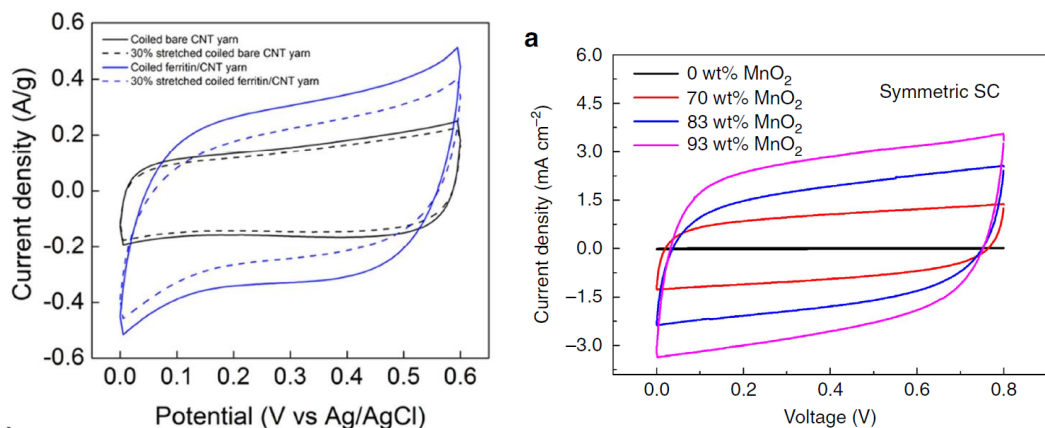 0.6
0.4
0.2
0.0
-0.2
-0.4
-0.6
Current density (A/g)
Coiled bare CNT yarn
30% stretched coiled bare CNT yarn
Coiled ferritin/CNT yarn
30% stretched coiled ferritin/CNT yarn
0.0 0.1 0.2 0.3 0.4 0.5 0.6
Potential (V vs Ag/AgCl)
a
6.0
4.5
3.0
1.5
0.0
–1.5
–3.0
Current density (mA cm⁻²)
0 wt% MnO₂
70 wt% MnO₂
83 wt% MnO₂
93 wt% MnO₂
Symmetric SC
0.0 0.2 0.4 0.6 0.8
Voltage (V)